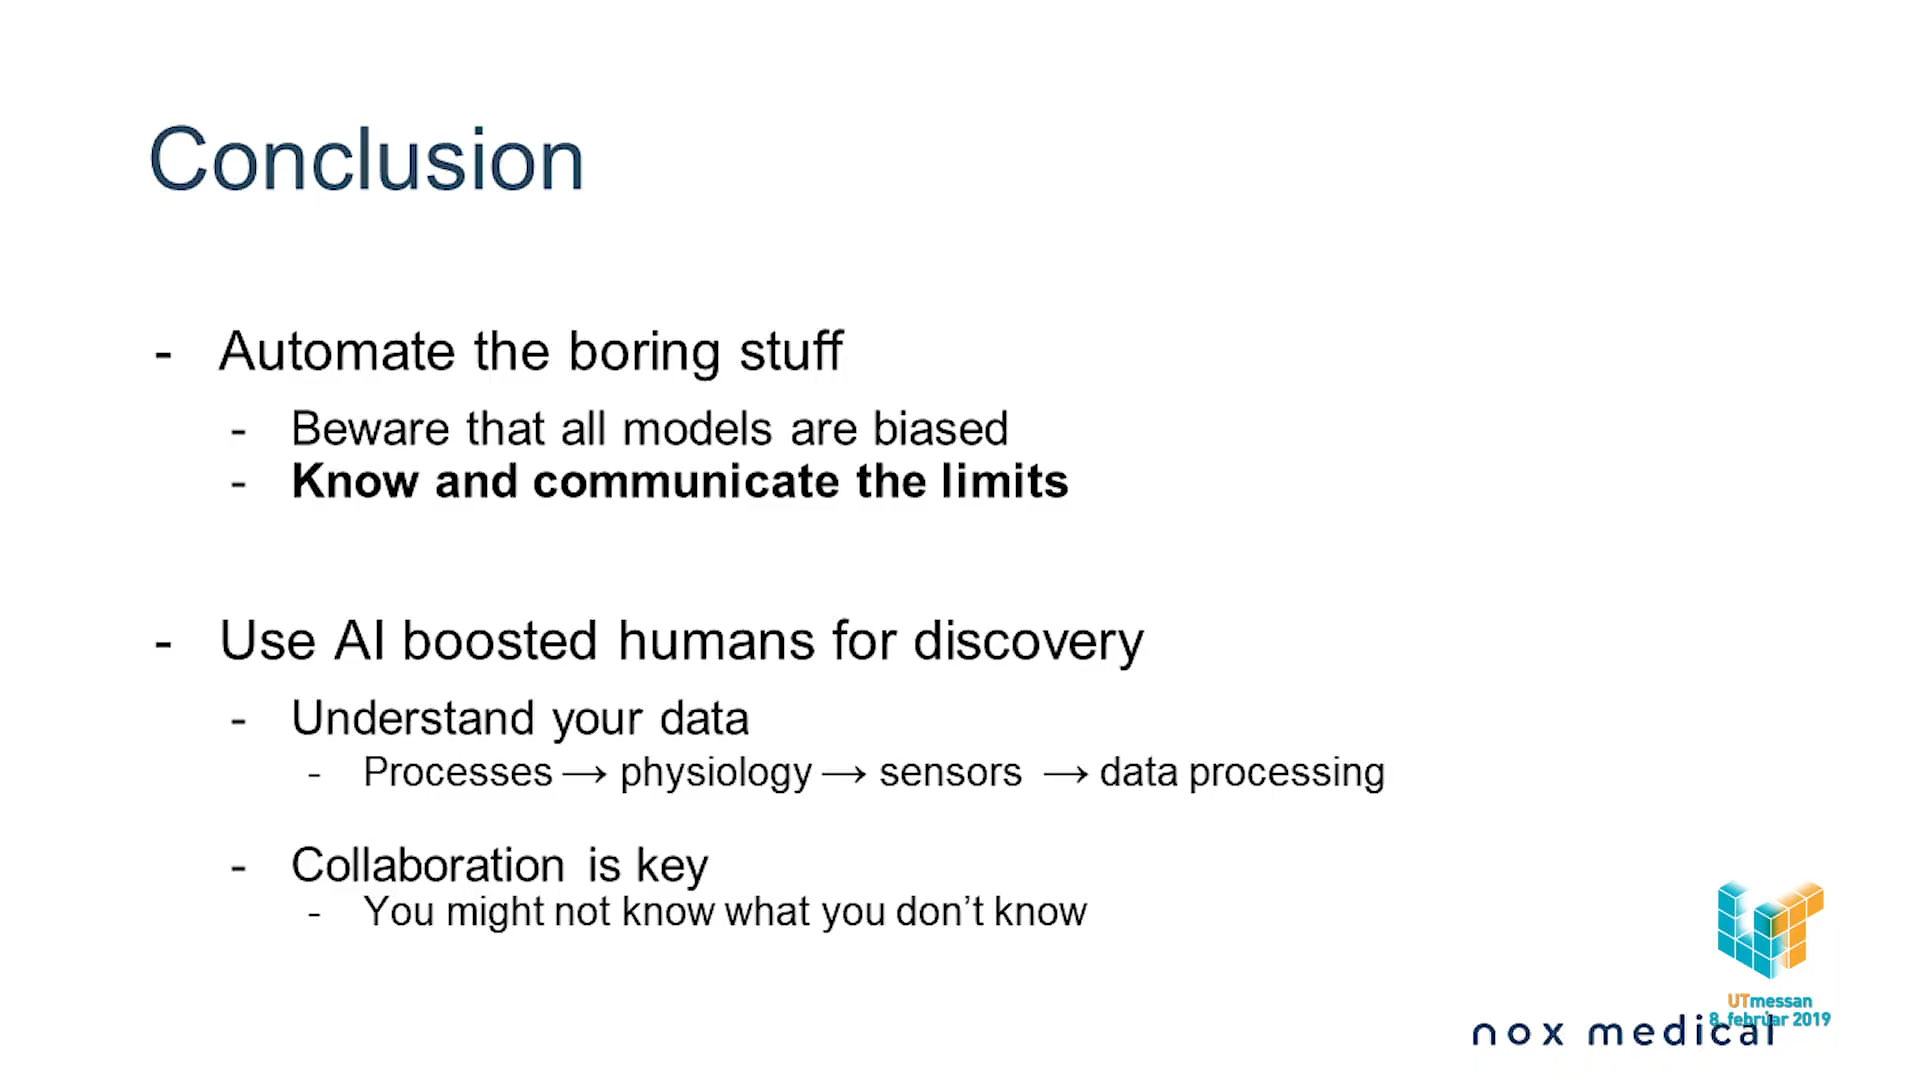 Conclusion
- Automate the boring stuff
- Beware that all models are biased
- Know and communicate the limits
- Use AI boosted humans for discovery
- Understand your data
- Processes → physiology → sensors → data processing
- Collaboration is key
- You might not know what you don’t know
UTmessan
8. febrúar 2019
nox medical